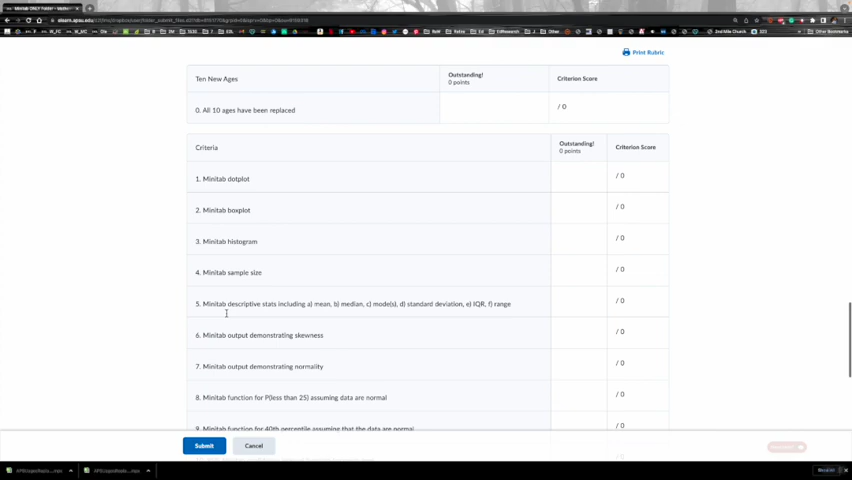 Print Rubric
Ten New Ages
Outstanding!
0 points
Criterion Score
0. All 10 ages have been replaced
/ 0
Criteria
Outstanding!
0 points
Criterion Score
1. Minitab dotplot
/ 0
2. Minitab boxplot
/ 0
3. Minitab histogram
/ 0
4. Minitab sample size
/ 0
5. Minitab descriptive stats including a) mean, b) median, c) mode(s), d) standard deviation, e) IQR, f) range
/ 0
6. Minitab output demonstrating skewness
/ 0
7. Minitab output demonstrating normality
/ 0
8. Minitab function for P(less than 25) assuming data are normal
/ 0
9. Minitab function for 40th percentile assuming that the data are normal
/ 0
Submit
Cancel